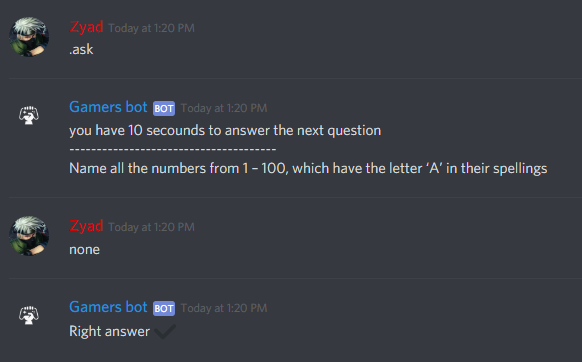 Zyad Today at 1:20 PM
.ask
Gamers bot BOT Today at 1:20 PM
you have 10 secounds to answer the next question
--------------------------------------
Name all the numbers from 1 – 100, which have the letter ‘A’ in their spellings
Zyad Today at 1:20 PM
none
Gamers bot BOT Today at 1:20 PM
Right answer ✔